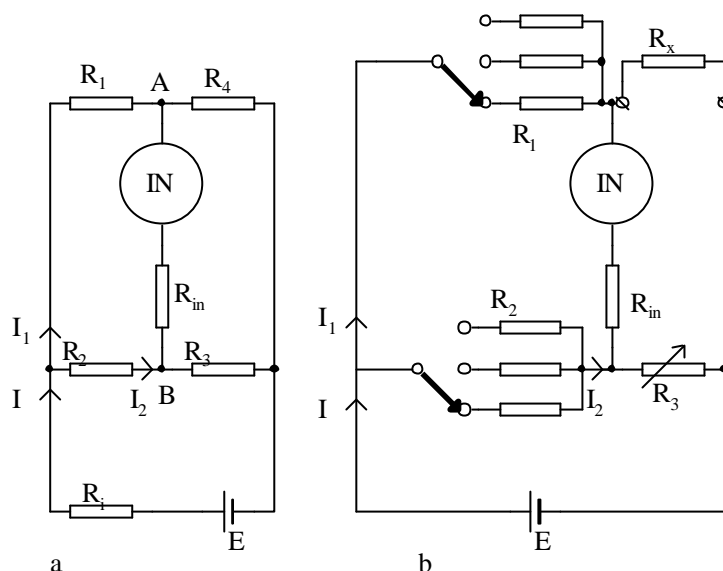 R1 A R4
IN
Rin
I1
R2 R3
I I2 B
Ri
E
a
Rx
R1
IN
R2
Rin
I1
I I2 R3
E
b